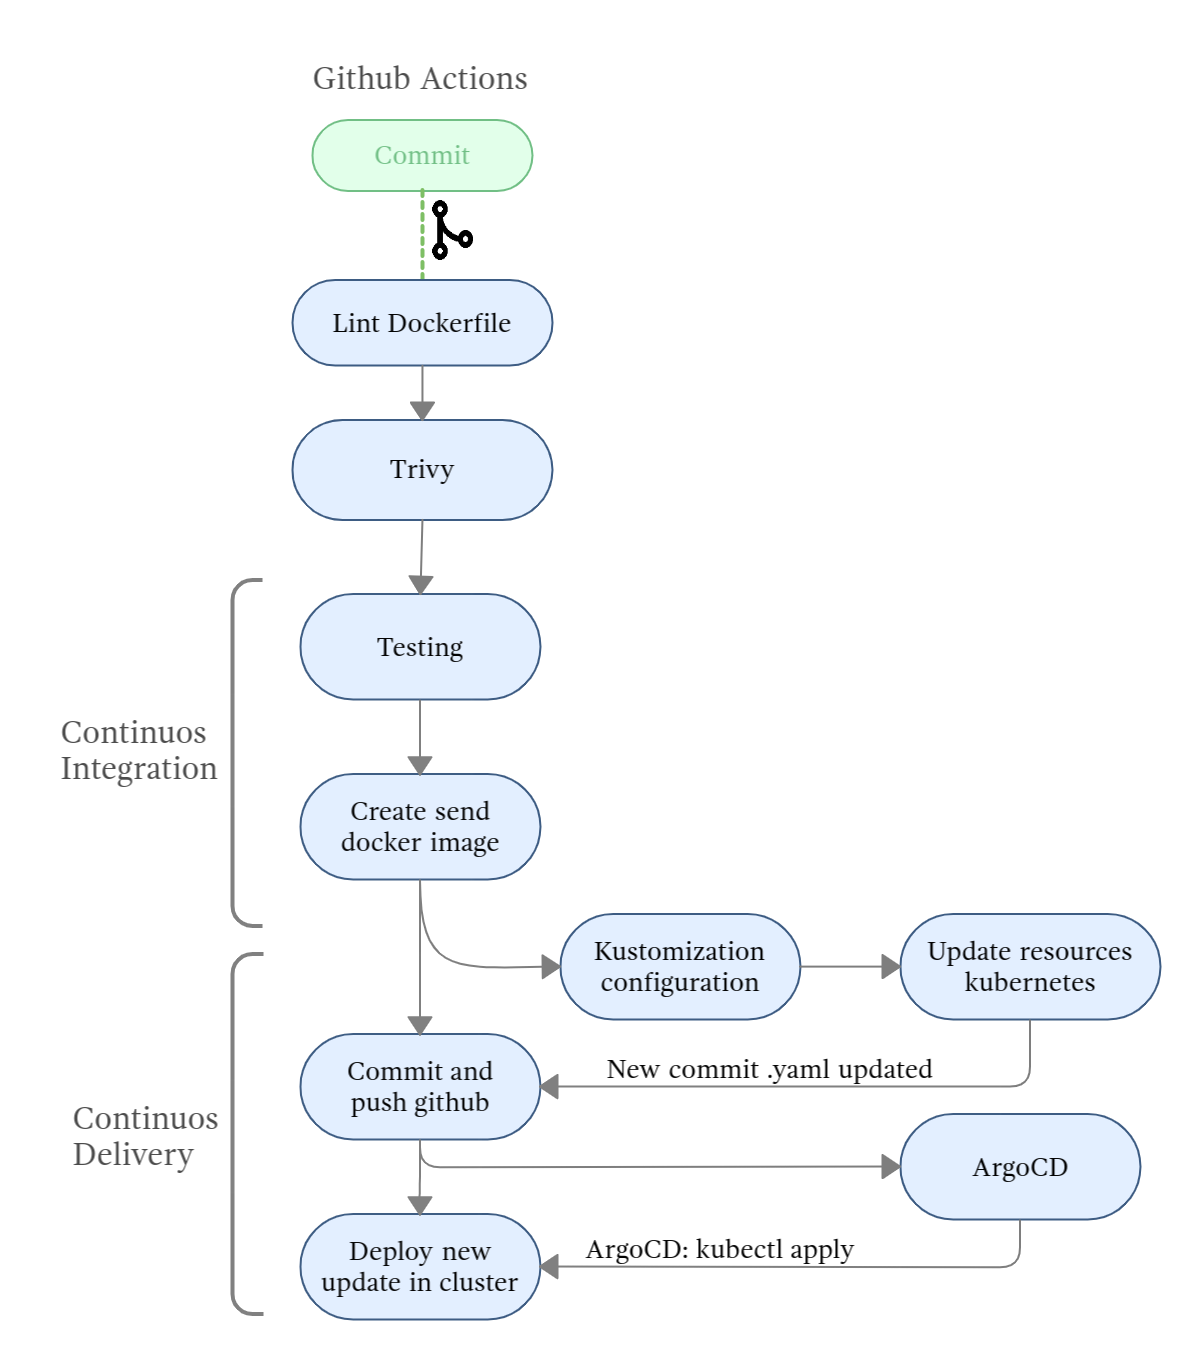 Github Actions
Commit
Lint Dockerfile
Trivy
Testing
Continuos
Integration
Create send
docker image
Kustomization
configuration
Update resources
kubernetes
New commit .yaml updated
Commit and
push github
Continuos
Delivery
ArgoCD
ArgoCD: kubectl apply
Deploy new
update in cluster